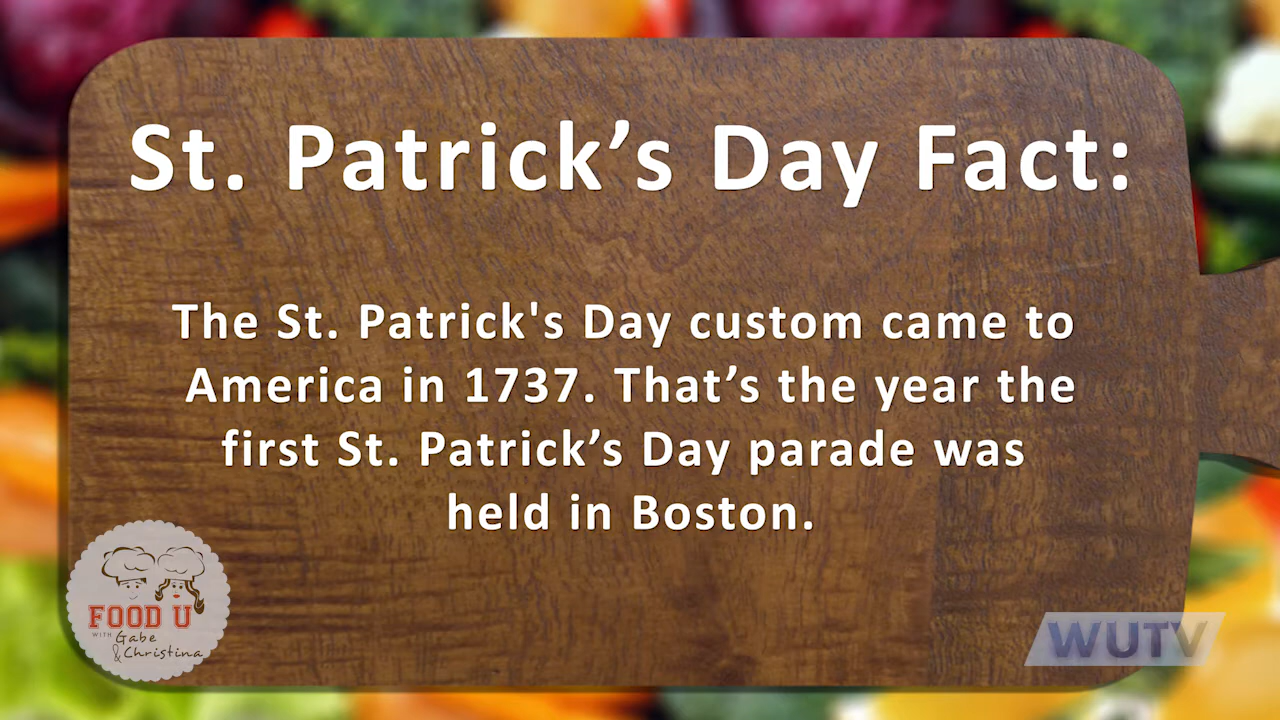 St. Patrick’s Day Fact:
The St. Patrick's Day custom came to
America in 1737. That’s the year the
first St. Patrick’s Day parade was
held in Boston.
FOOD U
WITH Gabe
& Christina
WUTV